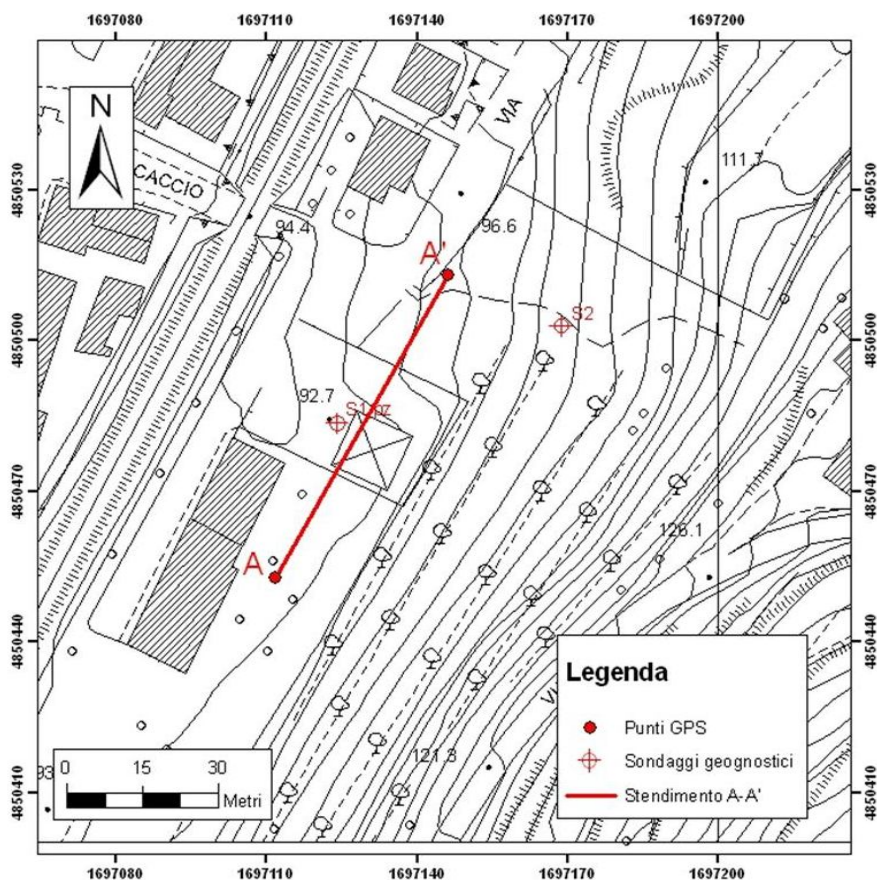 1697080 1697110 1697140 1697170 1697200
N
CACCIO
VIA
111.7
4850530 4850530
94.4
A'
96.6
4850500 4850500
S2
92.7
4850470 4850470
126.1
A
4850440 4850440
Legenda
Punti GPS
Sondaggi geognostici
Stendimento A-A'
121.3
93
0 15 30
Metri
4850410 4850410
1697080 1697110 1697140 1697170 1697200